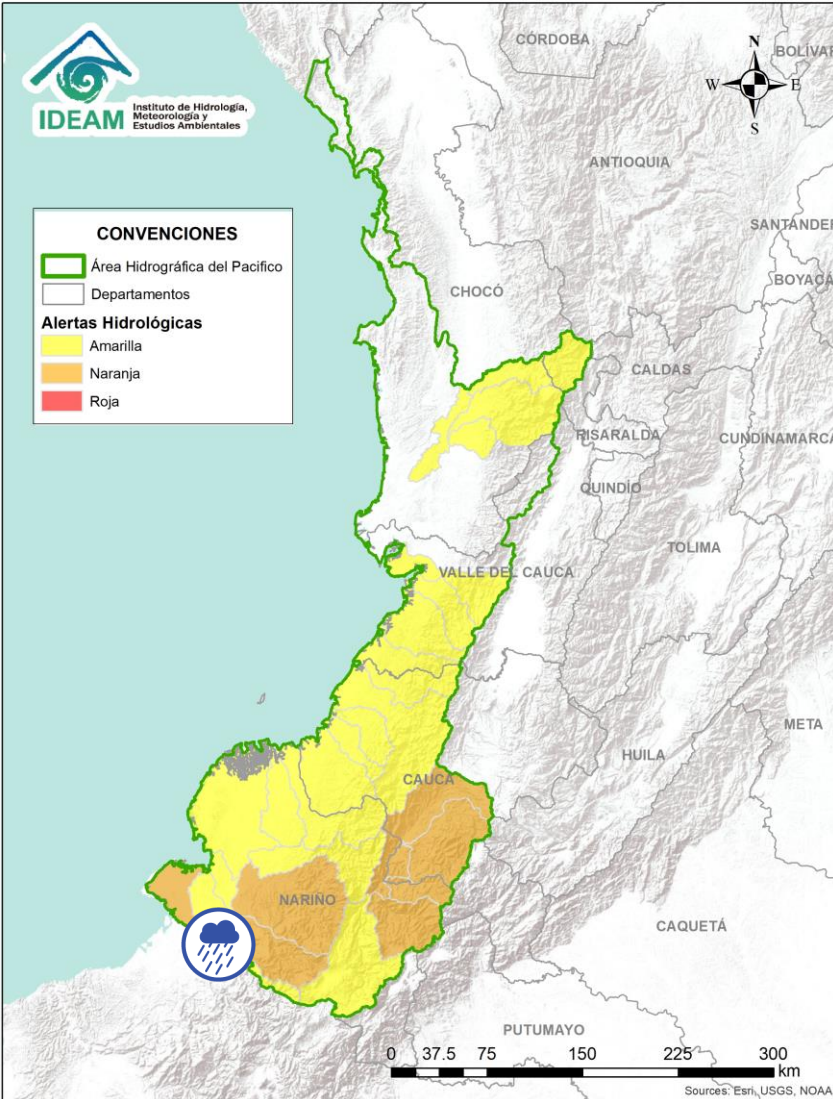 CÓRDOBA
BOLÍVAR
N
W
E
S
IDEAM
Instituto de Hidrología,
Meteorología y
Estudios Ambientales
ANTIOQUIA
CONVENCIONES
Área Hidrográfica del Pacifico
Departamentos
Alertas Hidrológicas
Amarilla
Naranja
Roja
SANTANDER
BOYACÁ
CHOCÓ
CALDAS
RISARALDA
CUNDINAMARCA
QUINDÍO
TOLIMA
VALLE DEL CAUCA
META
HUILA
CAUCA
NARIÑO
CAQUETÁ
PUTUMAYO
0 37.5 75 150 225 300
km
Sources: Esri, USGS, NOAA